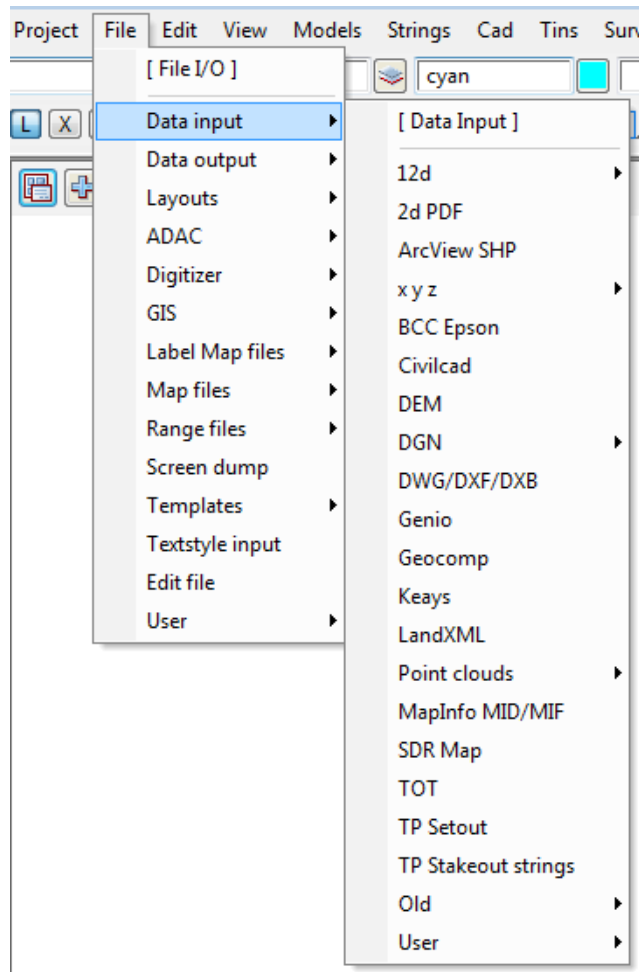 Project File Edit View Models Strings Cad Tins Surv
[ File I/O ]
cyan
L X
Data input
Data output
Layouts
ADAC
Digitizer
GIS
Label Map files
Map files
Range files
Screen dump
Templates
Textstyle input
Edit file
User
[ Data Input ]
12d
2d PDF
ArcView SHP
x y z
BCC Epson
Civilcad
DEM
DGN
DWG/DXF/DXB
Genio
Geocomp
Keays
LandXML
Point clouds
MapInfo MID/MIF
SDR Map
TOT
TP Setout
TP Stakeout strings
Old
User